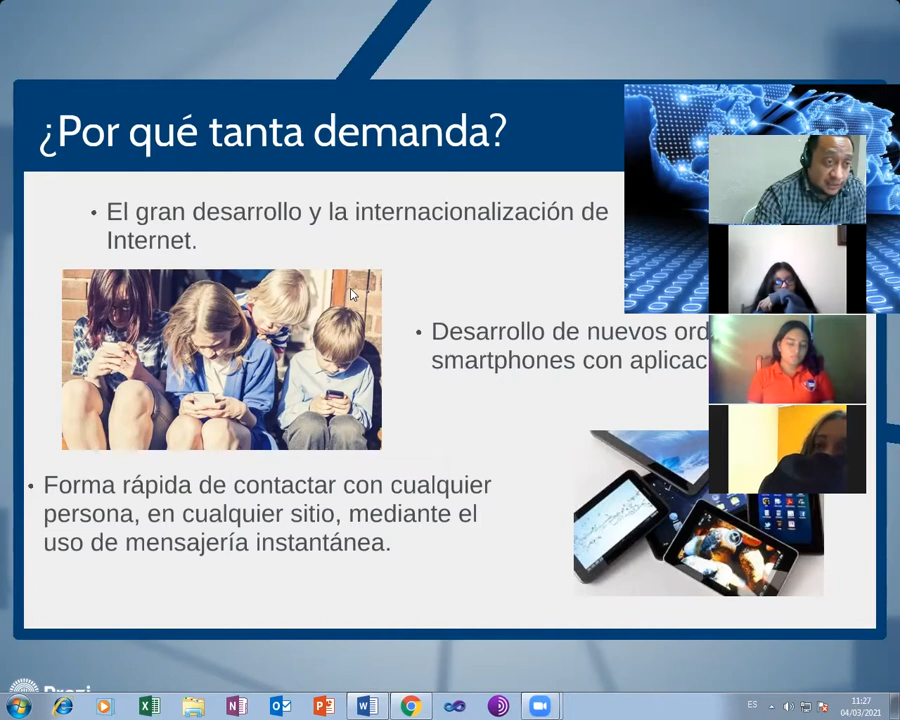 ¿Por qué tanta demanda?
• El gran desarrollo y la internacionalización de
Internet.
• Desarrollo de nuevos
smartphones con
• Forma rápida de contactar con cualquier
persona, en cualquier sitio, mediante el
uso de mensajería instantánea.
Prezi
ES
11:27
04/03/2021